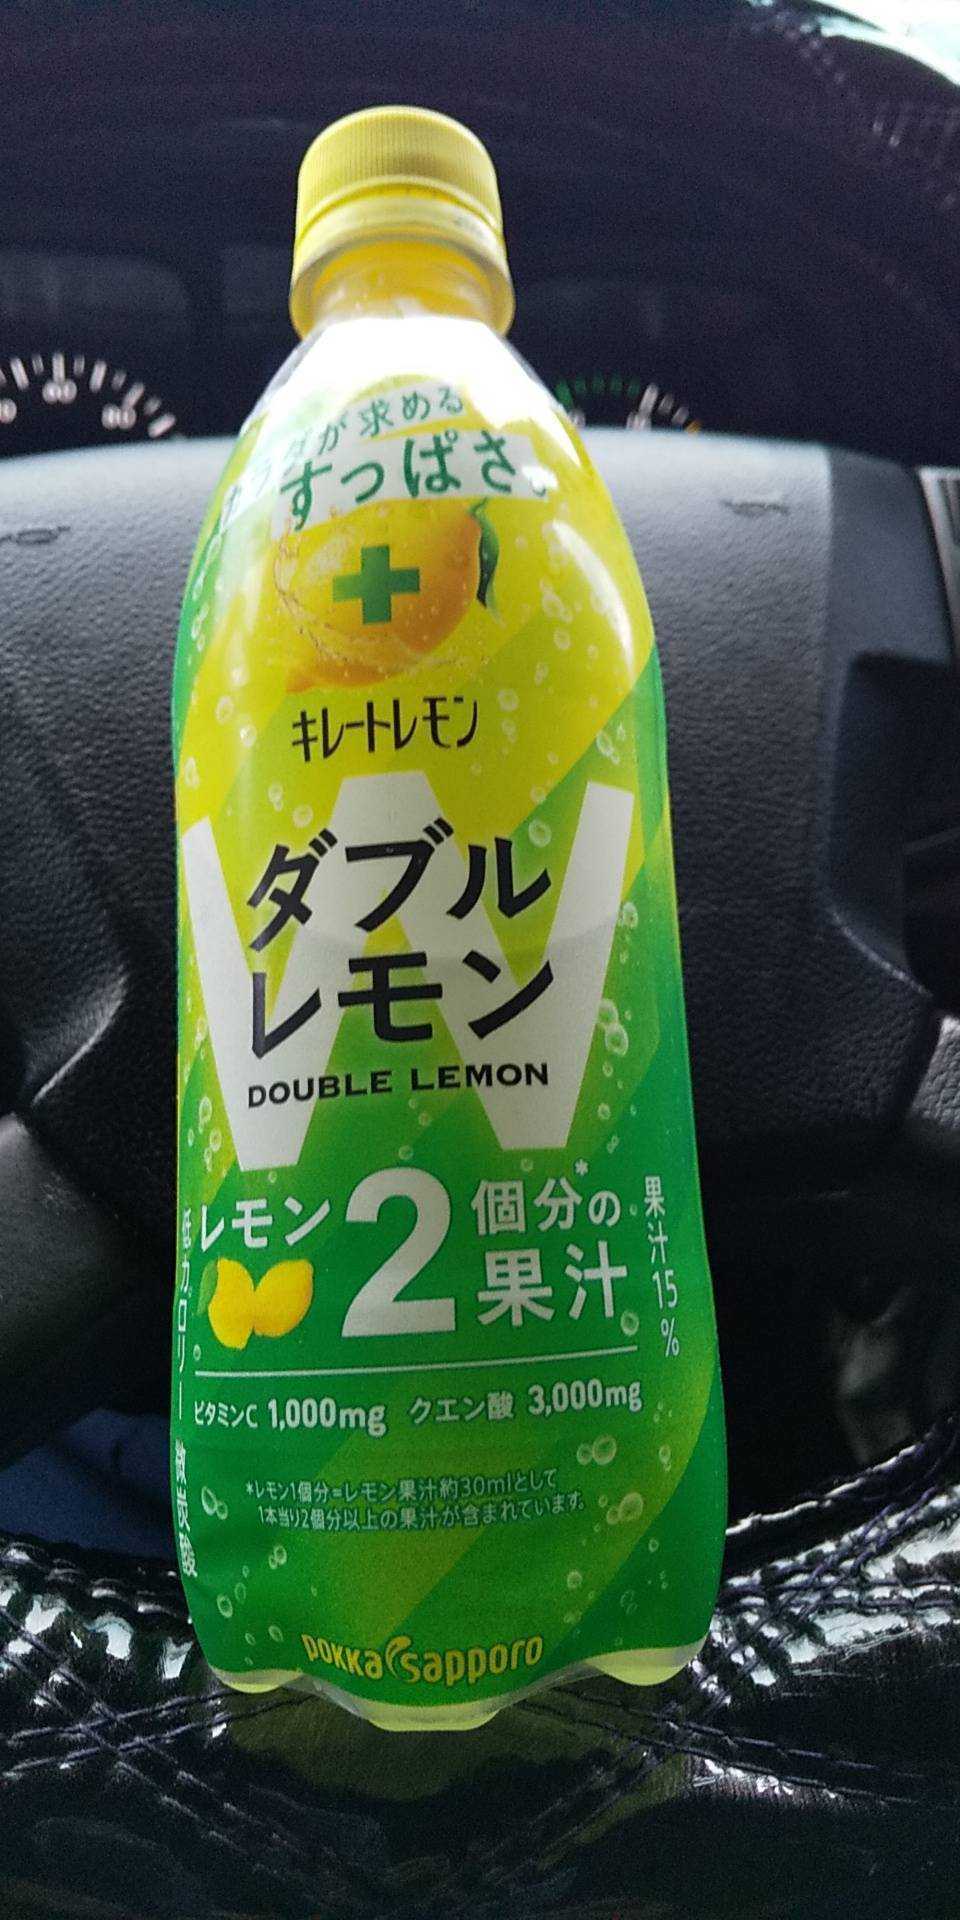 カラダが求める
すっぱさ。
キレートレモン
W
ダブル
レモン
DOUBLE LEMON
レモン2個分*の果汁
果汁15%
ビタミンC 1,000mg クエン酸 3,000mg
*レモン1個分=レモン果汁約30mlとして
1本当り2個分以上の果汁が含まれています。
低カロリー 微炭酸
pokka sapporo